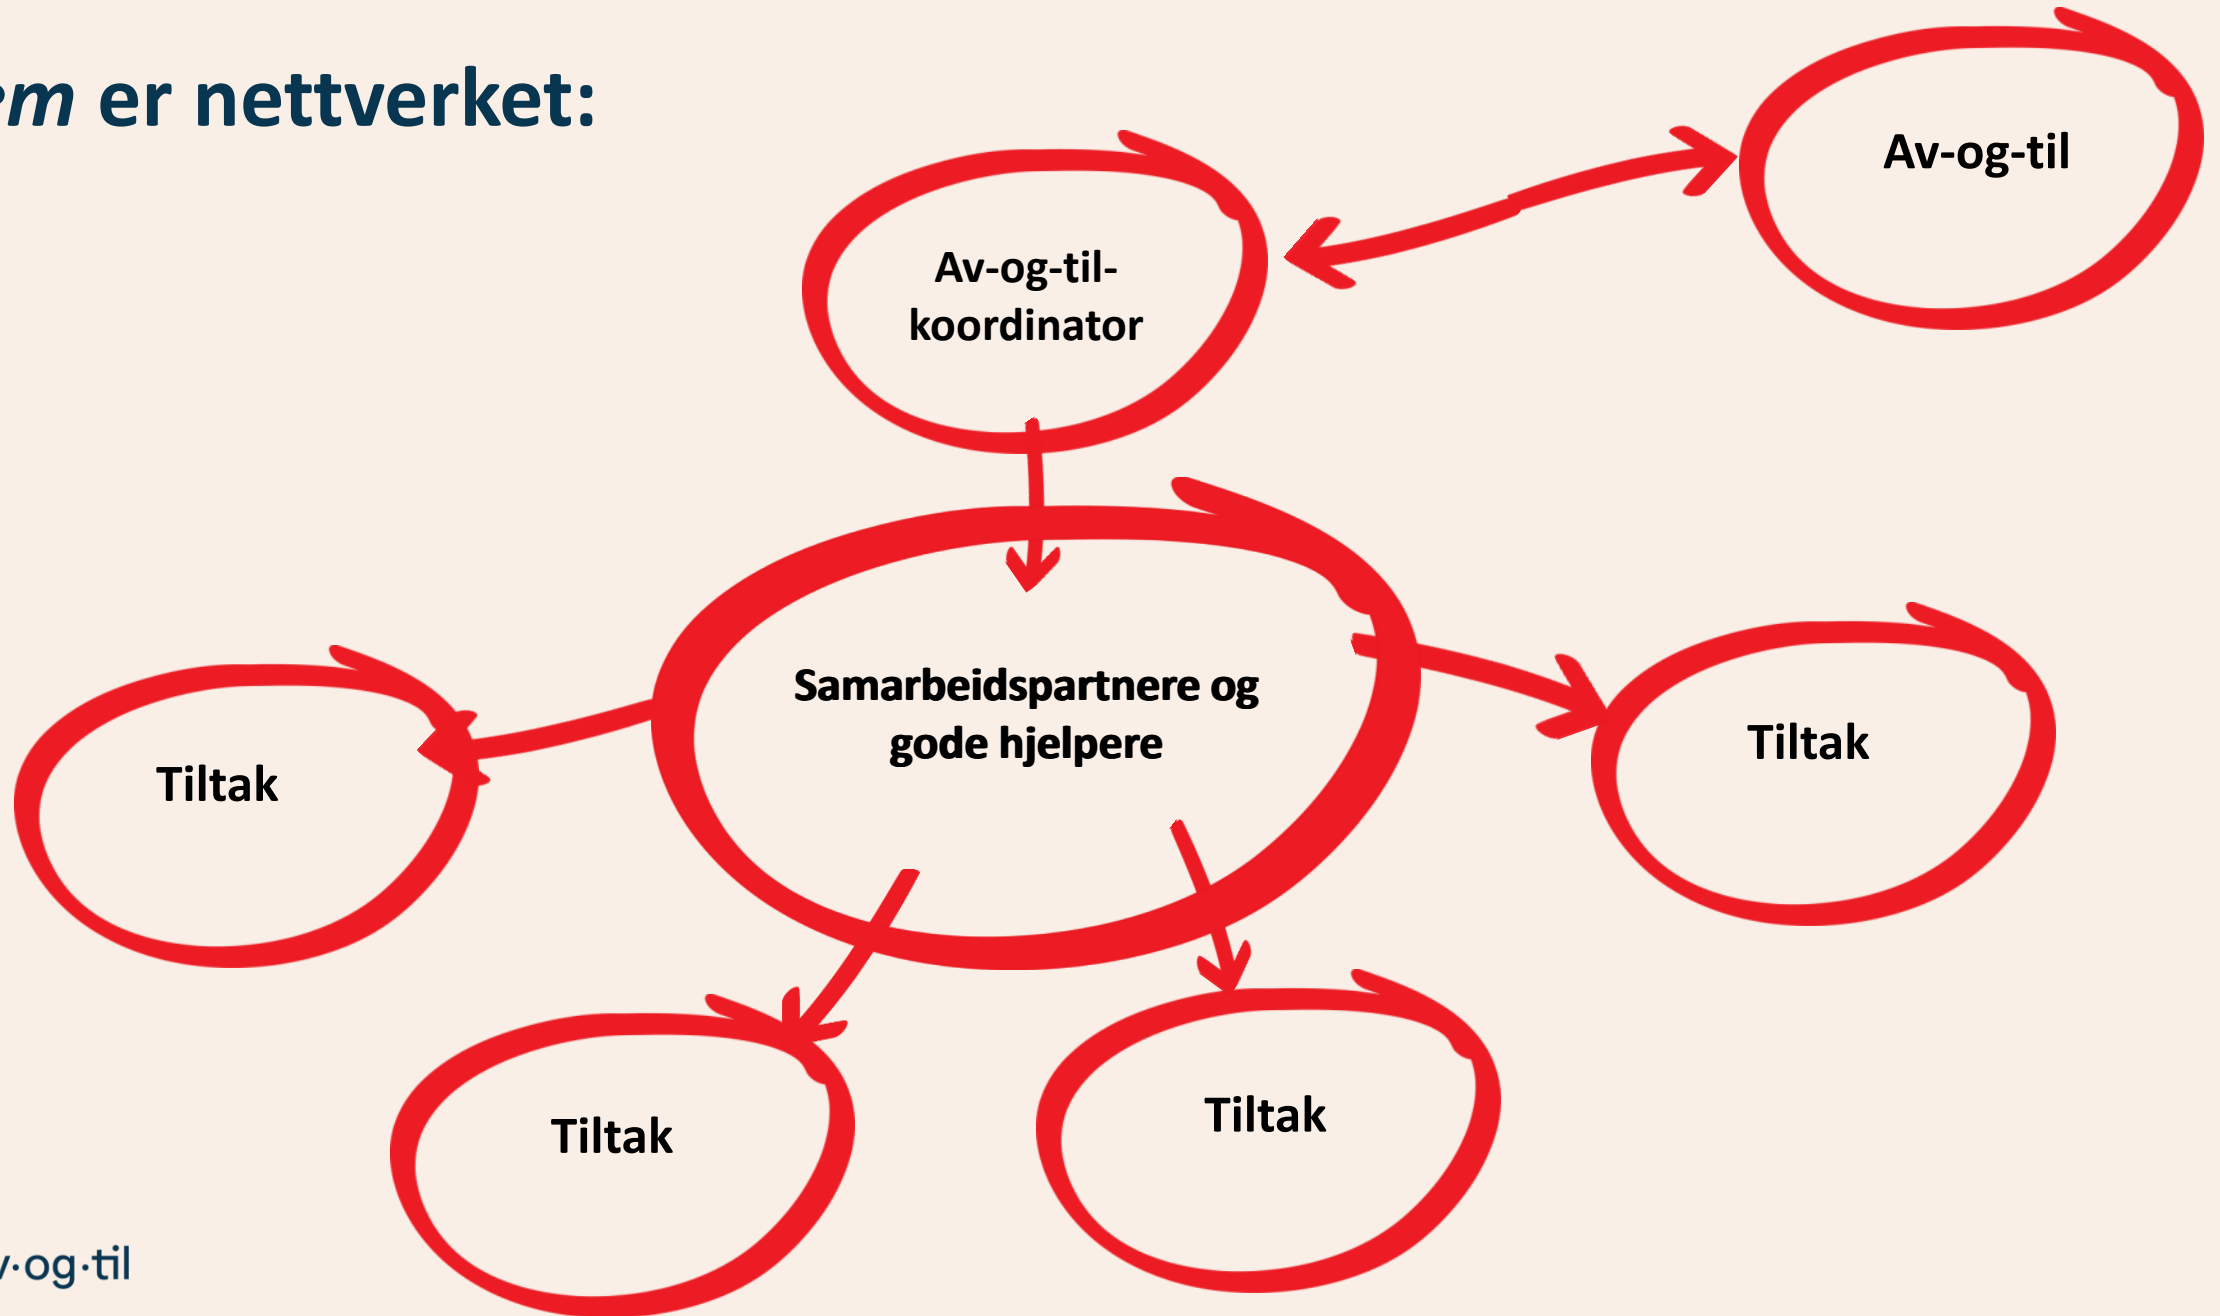 em er nettverket:
Av-og-til
Av-og-til-
koordinator
Samarbeidspartnere og
gode hjelpere
Tiltak
Tiltak
Tiltak
Tiltak
v·og·til